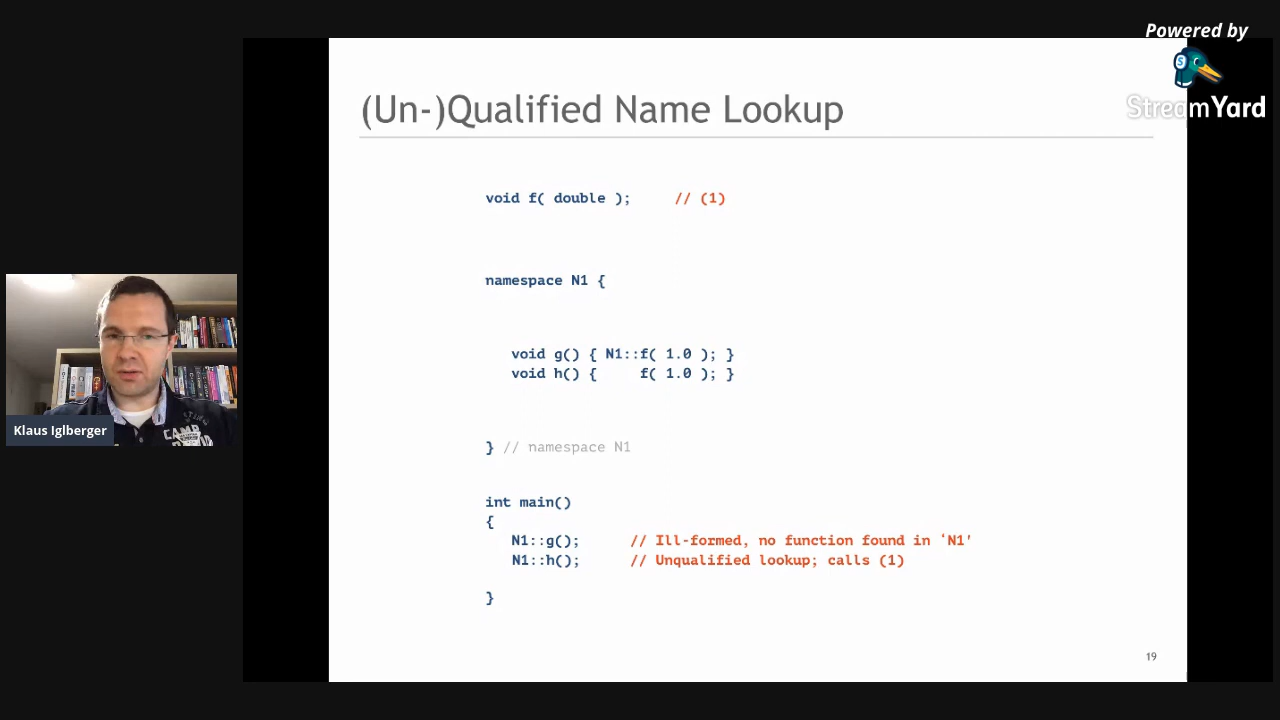 Powered by
StreamYard
(Un-)Qualified Name Lookup
void f( double ); // (1)
namespace N1 {
void g() { N1::f( 1.0 ); }
void h() { f( 1.0 ); }
} // namespace N1
int main()
{
N1::g(); // Ill-formed, no function found in ‘N1’
N1::h(); // Unqualified lookup; calls (1)
}
19
Klaus Iglberger
CAMP